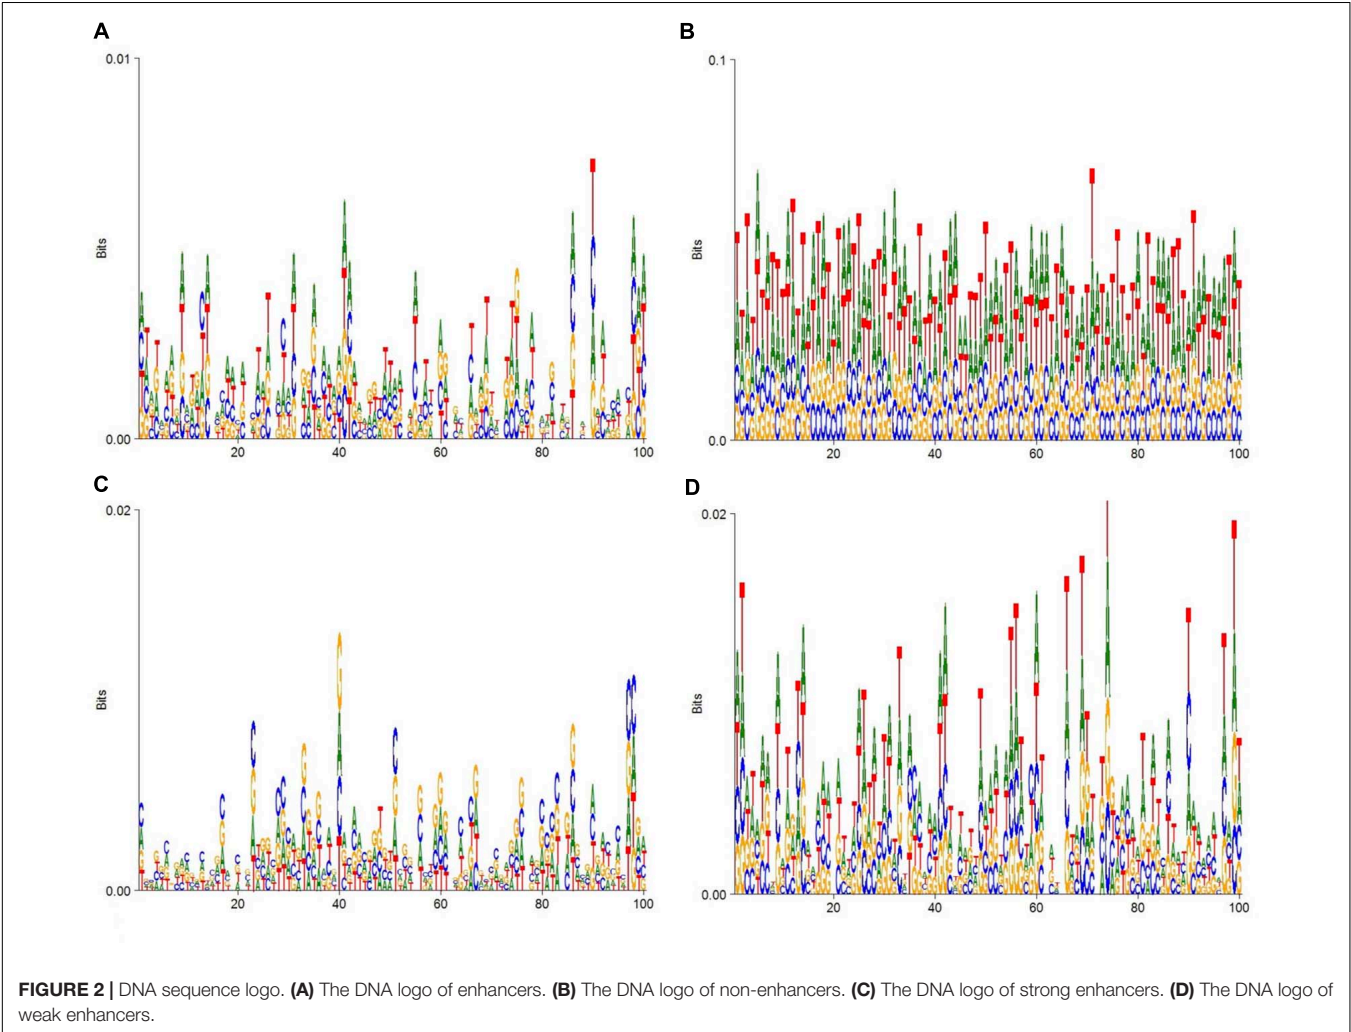 A
0.01
Bits
0.00
20 40 60 80 100
B
0.1
Bits
0.0
20 40 60 80 100
C
0.02
Bits
0.00
20 40 60 80 100
D
0.02
Bits
0.00
20 40 60 80 100
FIGURE 2 | DNA sequence logo. (A) The DNA logo of enhancers. (B) The DNA logo of non-enhancers. (C) The DNA logo of strong enhancers. (D) The DNA logo of
weak enhancers.